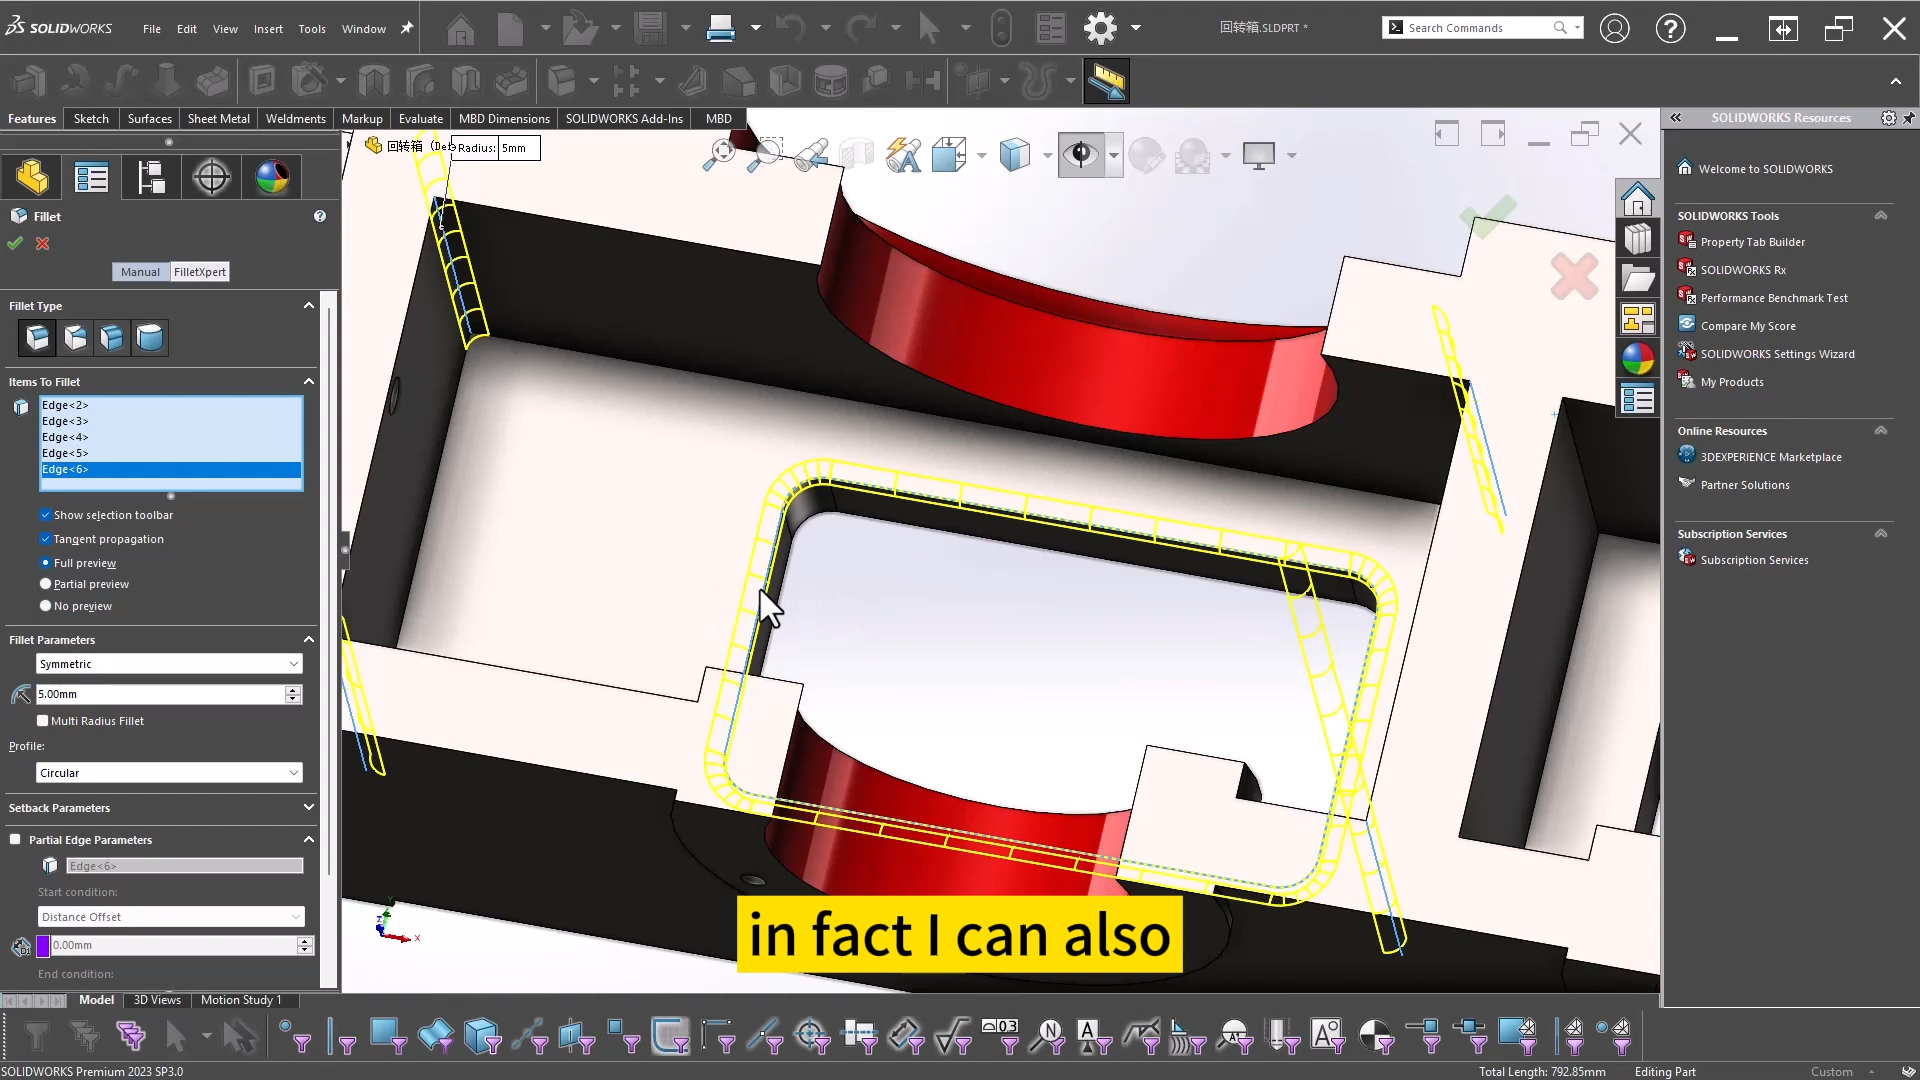 SOLIDWORKS File Edit View Insert Tools Window 回转箱.SLDPRT * Search Commands
Features Sketch Surfaces Sheet Metal Weldments Markup Evaluate MBD Dimensions SOLIDWORKS Add-Ins MBD
SOLIDWORKS Resources
回转箱 (De
Radius: 5mm
Fillet
Manual FilletXpert
Fillet Type
Items To Fillet
Edge<2>
Edge<3>
Edge<4>
Edge<5>
Edge<6>
Show selection toolbar
Tangent propagation
Full preview
Partial preview
No preview
Fillet Parameters
Symmetric
5.00mm
Multi Radius Fillet
Profile:
Circular
Setback Parameters
Partial Edge Parameters
Edge<6>
Start condition:
Distance Offset
0.00mm
End condition:
Welcome to SOLIDWORKS
SOLIDWORKS Tools
Property Tab Builder
SOLIDWORKS Rx
Performance Benchmark Test
Compare My Score
SOLIDWORKS Settings Wizard
My Products
Online Resources
3DEXPERIENCE Marketplace
Partner Solutions
Subscription Services
Subscription Services
in fact I can also
Model 3D Views Motion Study 1
SOLIDWORKS Premium 2023 SP3.0 Total Length: 792.85mm Editing Part Custom